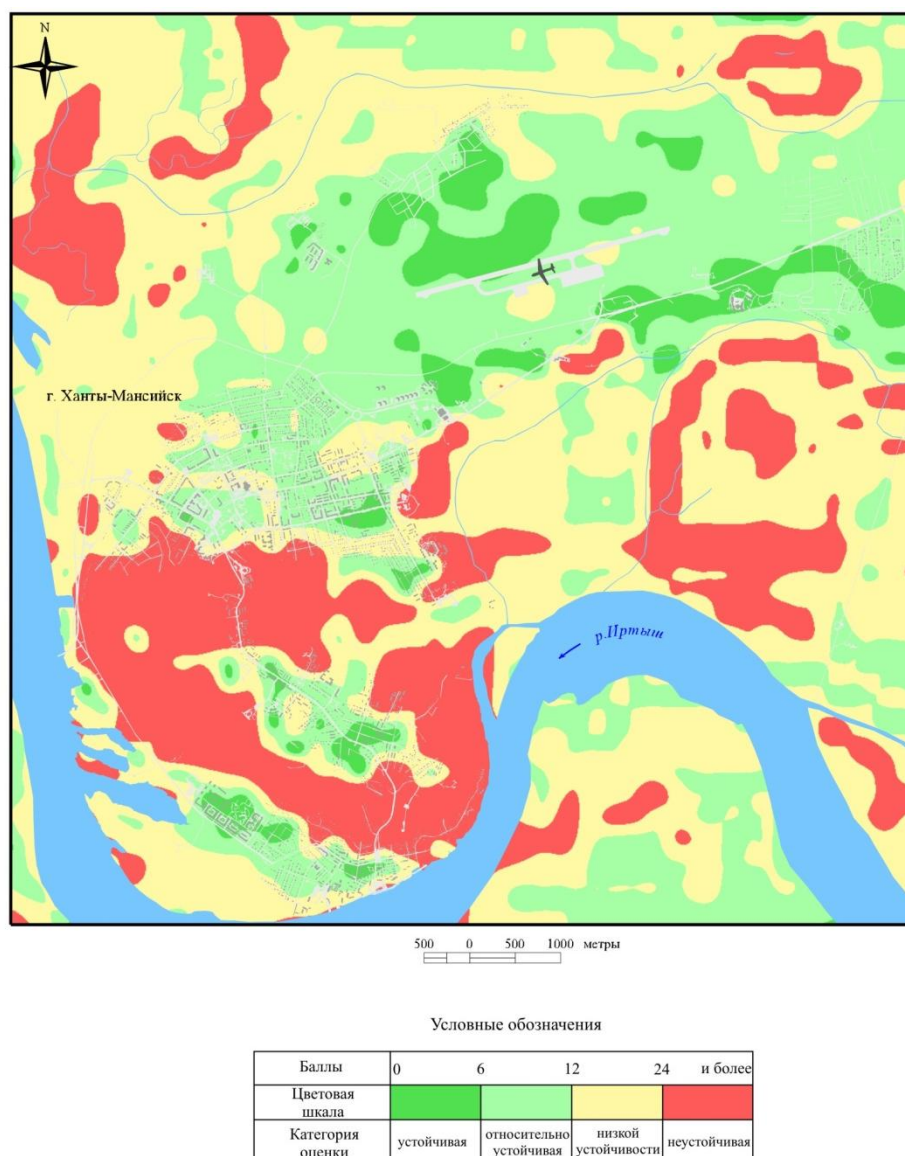 N
г. Ханты-Мансийск
р.Иртыш
500 0 500 1000 метры
Условные обозначения
Баллы 0 6 12 24 и более
Цветовая
шкала
Категория
оценки
устойчивая
относительно
устойчивая
низкой
устойчивости
неустойчивая